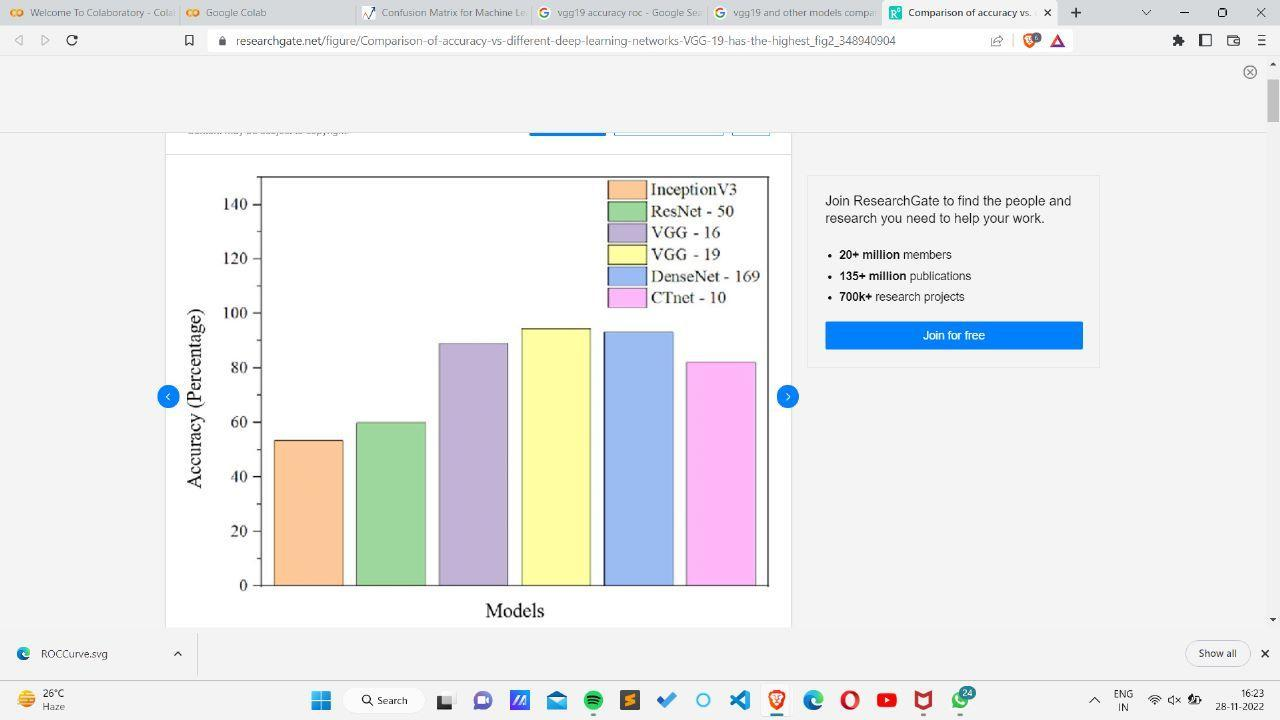 Welcome To Colaboratory - Colal
Google Colab
Confusion Matrix for Machine Le
vgg19 accuracy roc - Google Sea
vgg19 and other models compa
Comparison of accuracy vs.
researchgate.net/figure/Comparison-of-accuracy-vs-different-deep-learning-networks-VGG-19-has-the-highest_fig2_348940904
6
InceptionV3
ResNet - 50
VGG - 16
VGG - 19
DenseNet - 169
CTnet - 10
140
120
100
80
60
40
20
0
Accuracy (Percentage)
Models
Join ResearchGate to find the people and
research you need to help your work.
• 20+ million members
• 135+ million publications
• 700k+ research projects
Join for free
ROCCurve.svg
Show all
26°C
Haze
Search
24
ENG
IN
16:23
28-11-2022